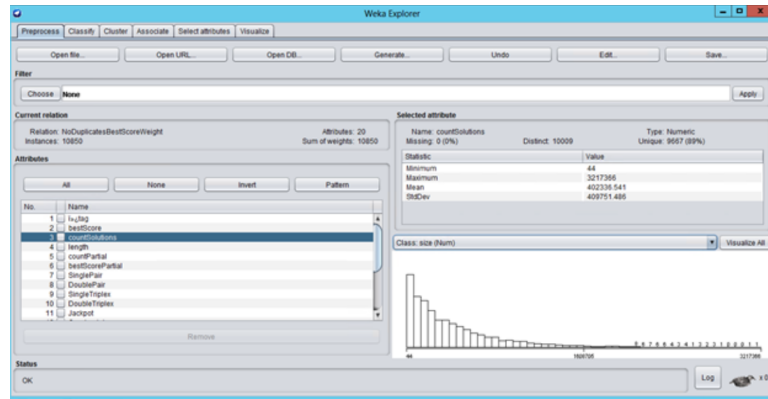 Weka Explorer
Preprocess Classify Cluster Associate Select attributes Visualize
Open file... Open URL... Open DB... Generate... Undo Edit... Save...
Filter
Choose None Apply
Current relation
Relation: NoDuplicatesBestScoreWeight Attributes: 20
Instances: 10850 Sum of weights: 10850
Selected attribute
Name: countSolutions Type: Numeric
Missing: 0 (0%) Distinct: 10009 Unique: 9667 (89%)
Statistic Value
Minimum 44
Maximum 3217366
Mean 402336.541
StdDev 409751.486
Attributes
All None Invert Pattern
No. Name
1 ï»¿tag
2 bestScore
3 countSolutions
4 length
5 countPartial
6 bestScorePartial
7 SinglePair
8 DoublePair
9 SingleTriplex
10 DoubleTriplex
11 Jackpot
Remove
Class: size (Num) Visualize All
44 1608705 3217366
Status
OK
Log x 0